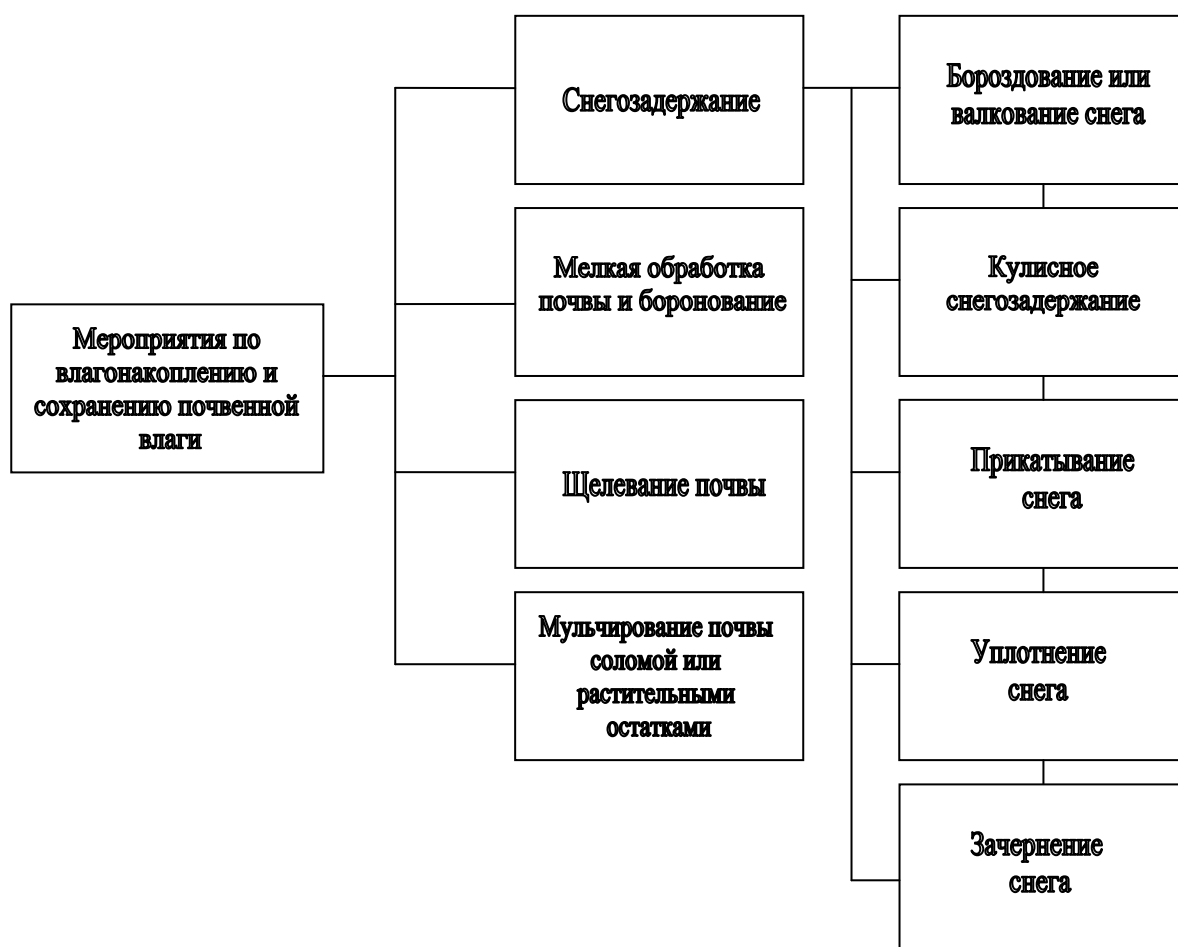 Мероприятия по
влагонакоплению и
сохранению почвенной
влаги
Снегозадержание
Мелкая обработка
почвы и боронование
Щелевание почвы
Мульчирование почвы
соломой или
растительными
остатками
Бороздование или
валкование снега
Кулисное
снегозадержание
Прикатывание
снега
Уплотнение
снега
Зачернение
снега